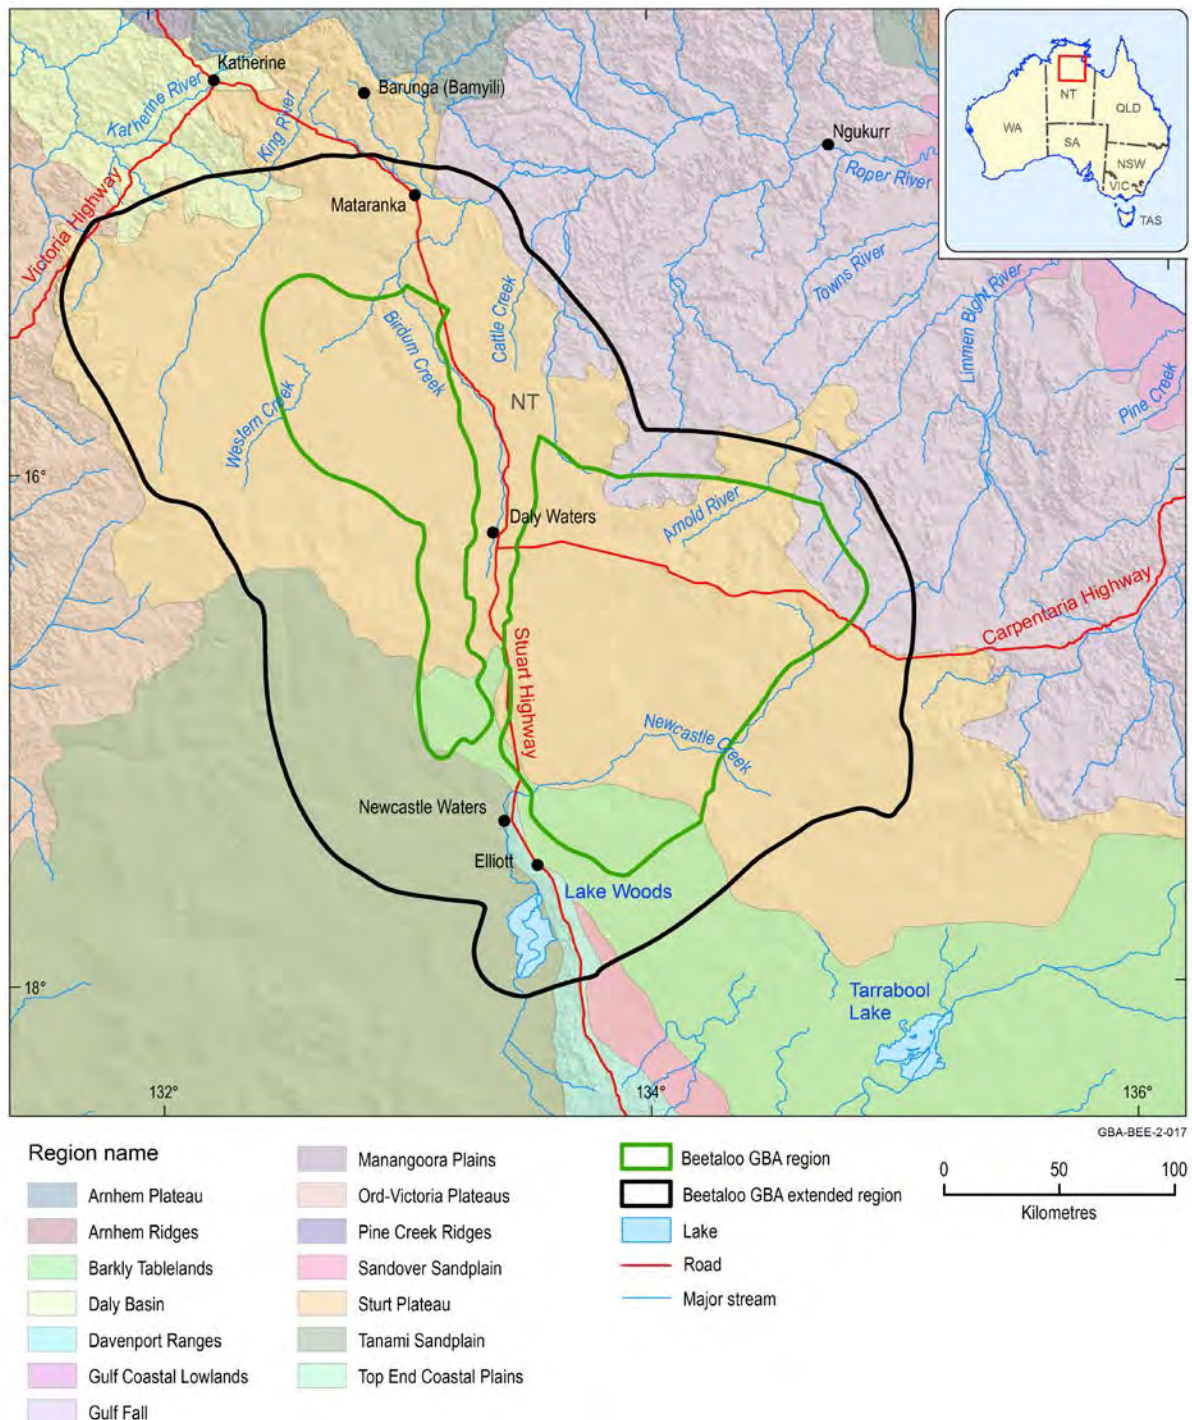 Katherine
Barunga (Bamyili)
Katherine River
King River
Ngukurr
Roper River
Mataranka
Victoria Highway
NT
WA
QLD
SA
NSW
VIC
TAS
Towns River
Limmen Bight River
Cattle Creek
Birdum Creek
Pine Creek
Western Creek
NT
16°
Daly Waters
Arnold River
Carpentaria Highway
Stuart Highway
Newcastle Creek
Newcastle Waters
Elliott
Lake Woods
18°
Tarrabool
Lake
132°
134°
136°
GBA-BEE-2-017
Region name
Arnhem Plateau
Arnhem Ridges
Barkly Tablelands
Daly Basin
Davenport Ranges
Gulf Coastal Lowlands
Gulf Fall
Manangoora Plains
Ord-Victoria Plateaus
Pine Creek Ridges
Sandover Sandplain
Sturt Plateau
Tanami Sandplain
Top End Coastal Plains
Beetaloo GBA region
Beetaloo GBA extended region
Lake
Road
Major stream
0 50 100
Kilometres